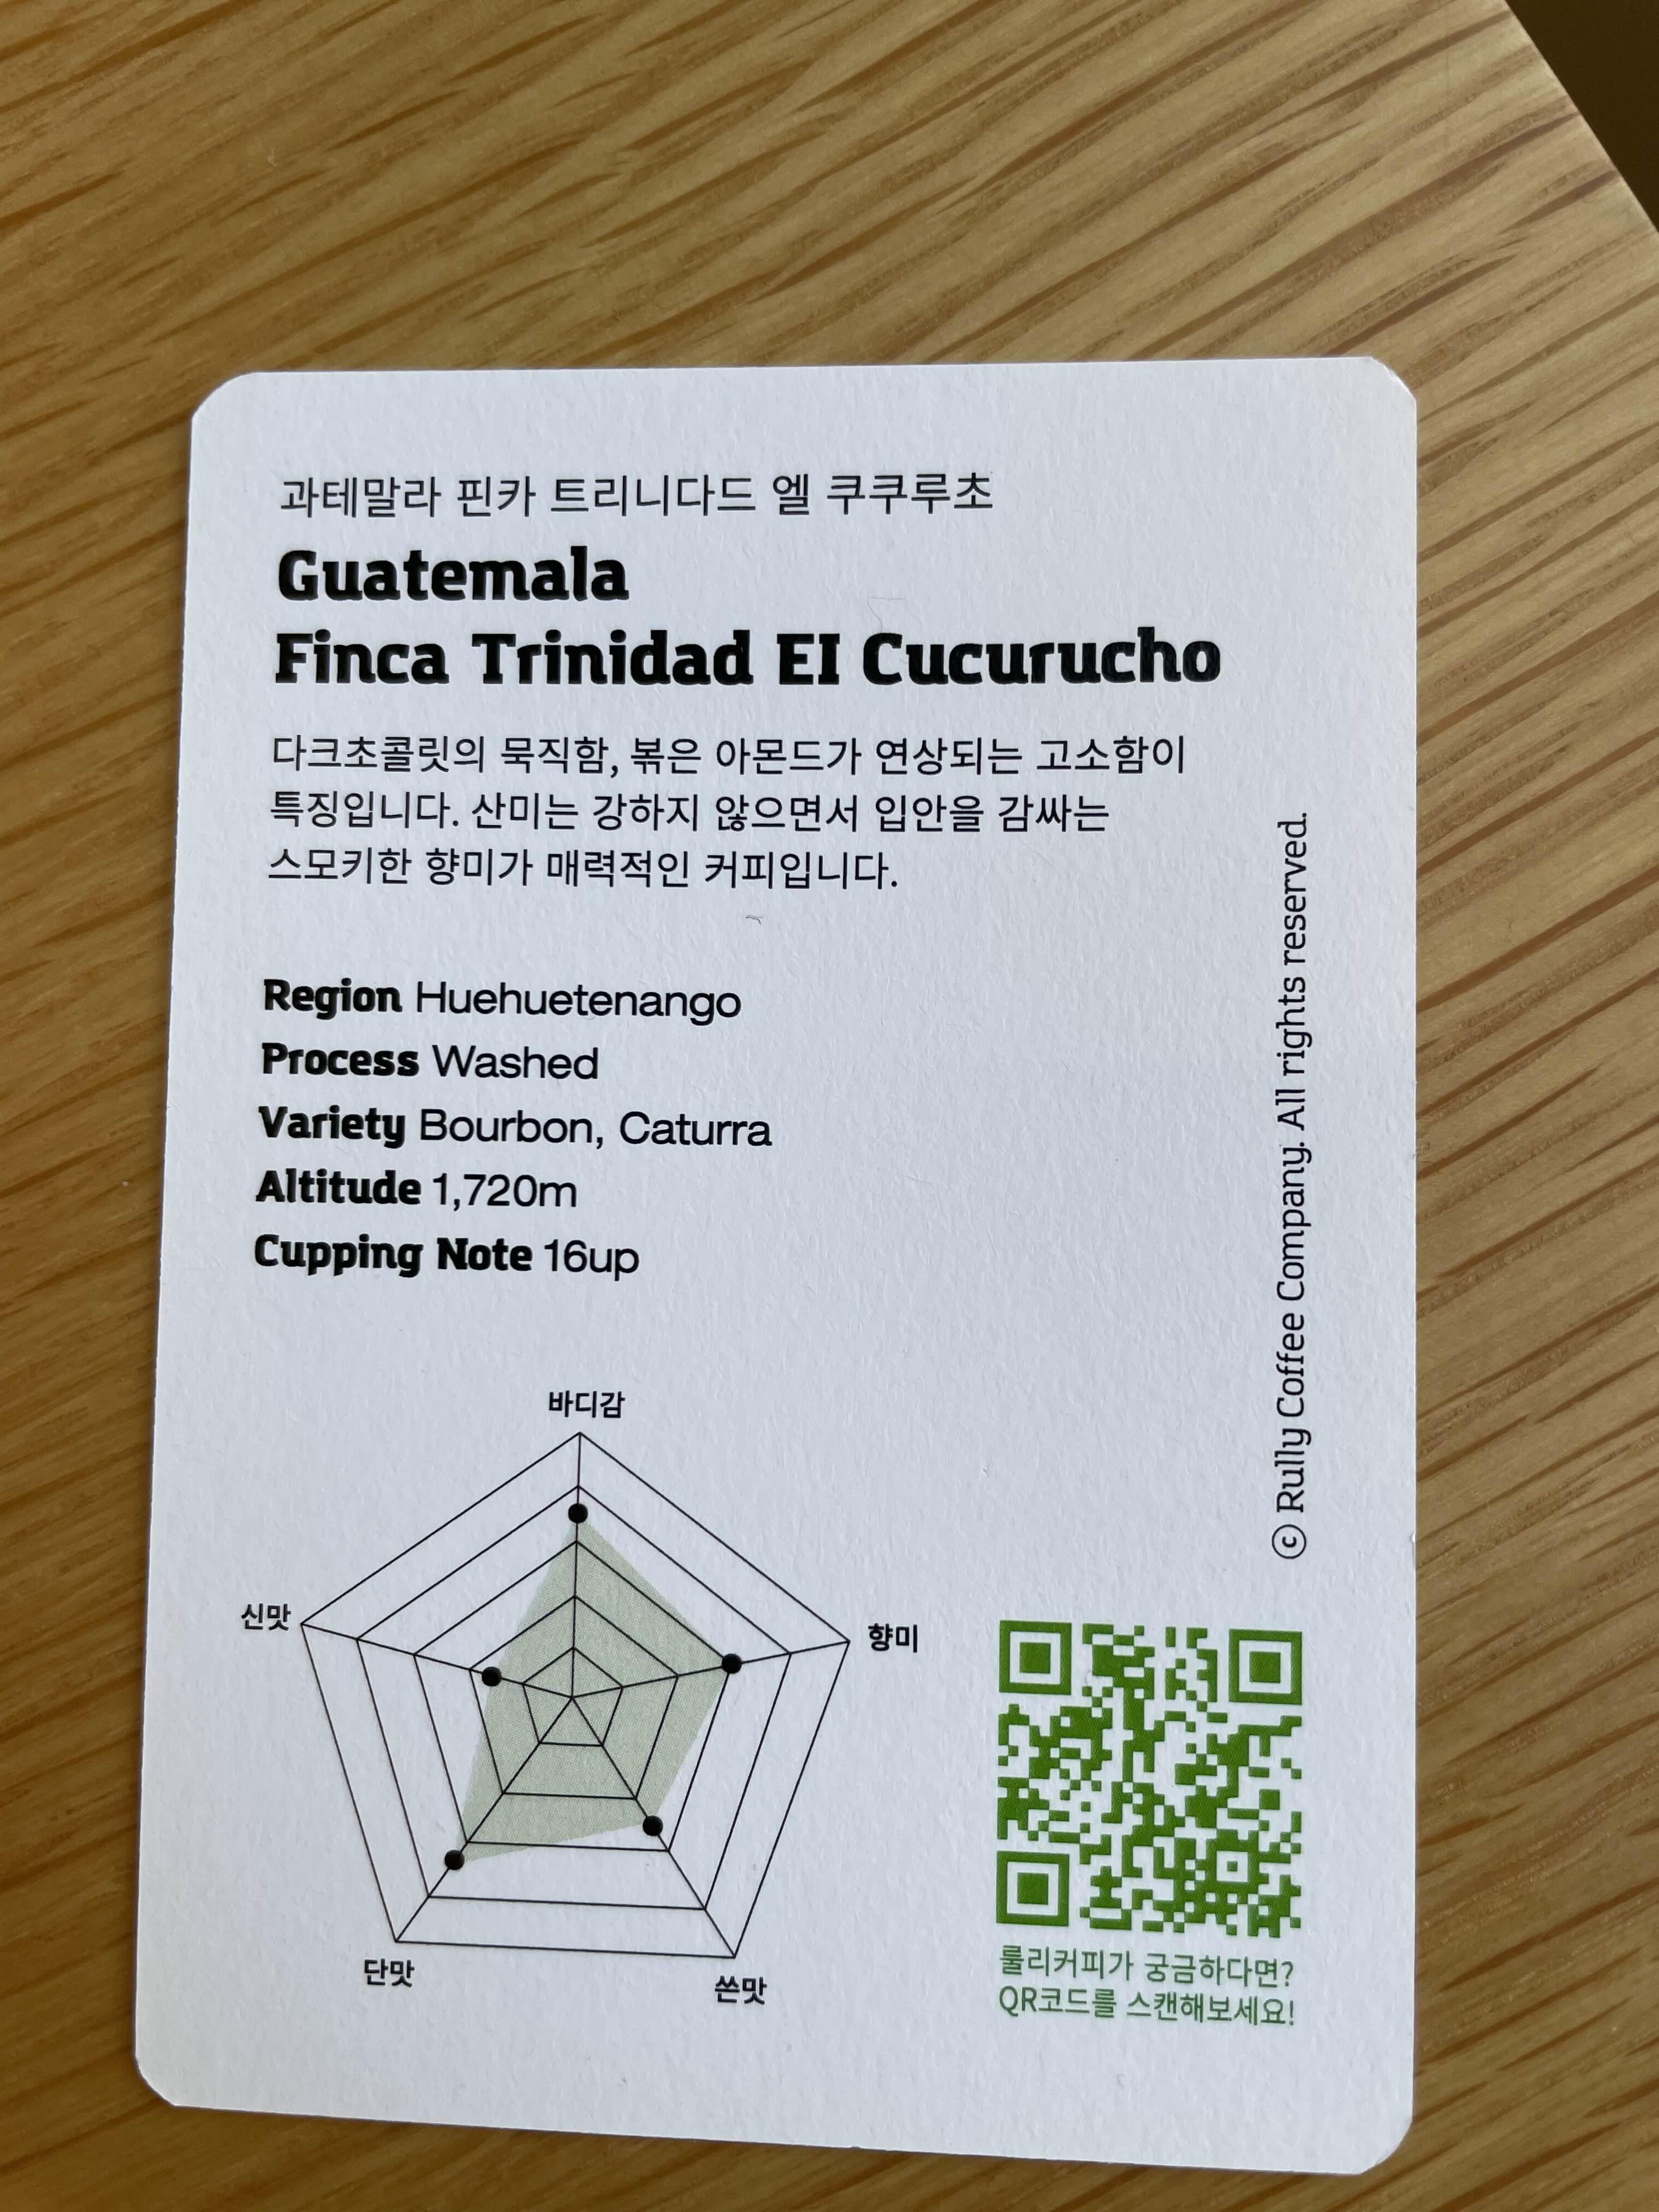 과테말라 핀카 트리니다드 엘 쿠쿠루초
Guatemala
Finca Trinidad EI Cucurucho
다크초콜릿의 묵직함, 볶은 아몬드가 연상되는 고소함이
특징입니다. 산미는 강하지 않으면서 입안을 감싸는
스모키한 향미가 매력적인 커피입니다.
Region Huehuetenango
Process Washed
Variety Bourbon, Caturra
Altitude 1,720m
Cupping Note 16up
바디감
신맛
향미
단맛
쓴맛
룰리커피가 궁금하다면?
QR코드를 스캔해보세요!
© Rully Coffee Company. All rights reserved.